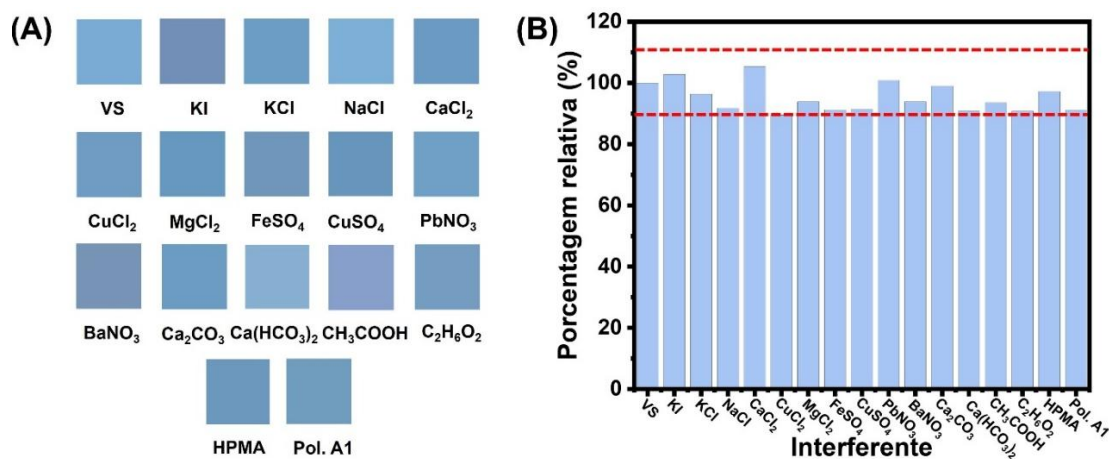 (A)
VS KI KCl NaCl CaCl₂
CuCl₂ MgCl₂ FeSO₄ CuSO₄ PbNO₃
BaNO₃ Ca₂CO₃ Ca(HCO₃)₂ CH₃COOH C₂H₆O₂
HPMA Pol. A1
(B)
Porcentagem relativa (%)
120
100
80
60
40
20
0
VS KI KCl NaCl CaCl₂ CuCl₂ MgCl₂ FeSO₄ CuSO₄ PbNO₃ BaNO₃ Ca₂CO₃ Ca(HCO₃)₂ CH₃COOH C₂H₆O₂ HPMA Pol. A1
Interferente